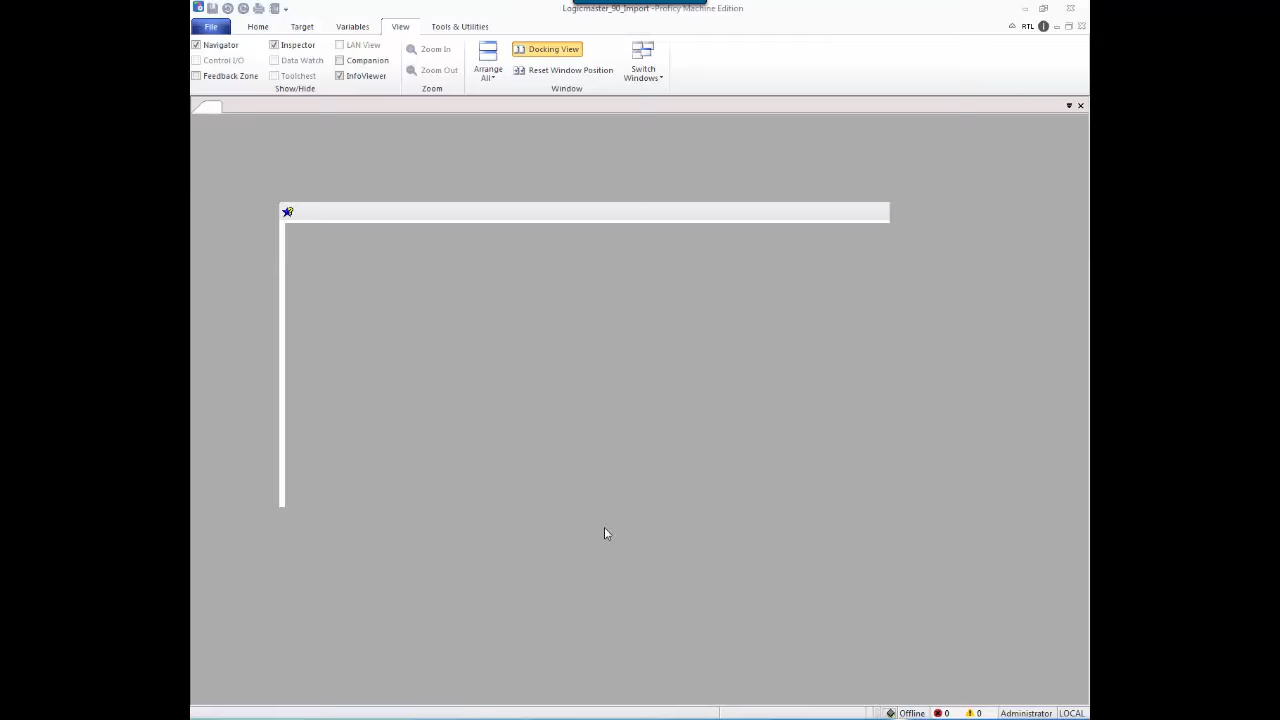 Logicmaster_90_Import - Proficy Machine Edition
File Home Target Variables View Tools & Utilities RTL
Navigator Inspector LAN View Zoom In Docking View
Control I/O Data Watch Companion Zoom Out Reset Window Position
Feedback Zone Toolchest InfoViewer
Arrange All
Switch Windows
Show/Hide Zoom Window
Offline 0 0 Administrator LOCAL